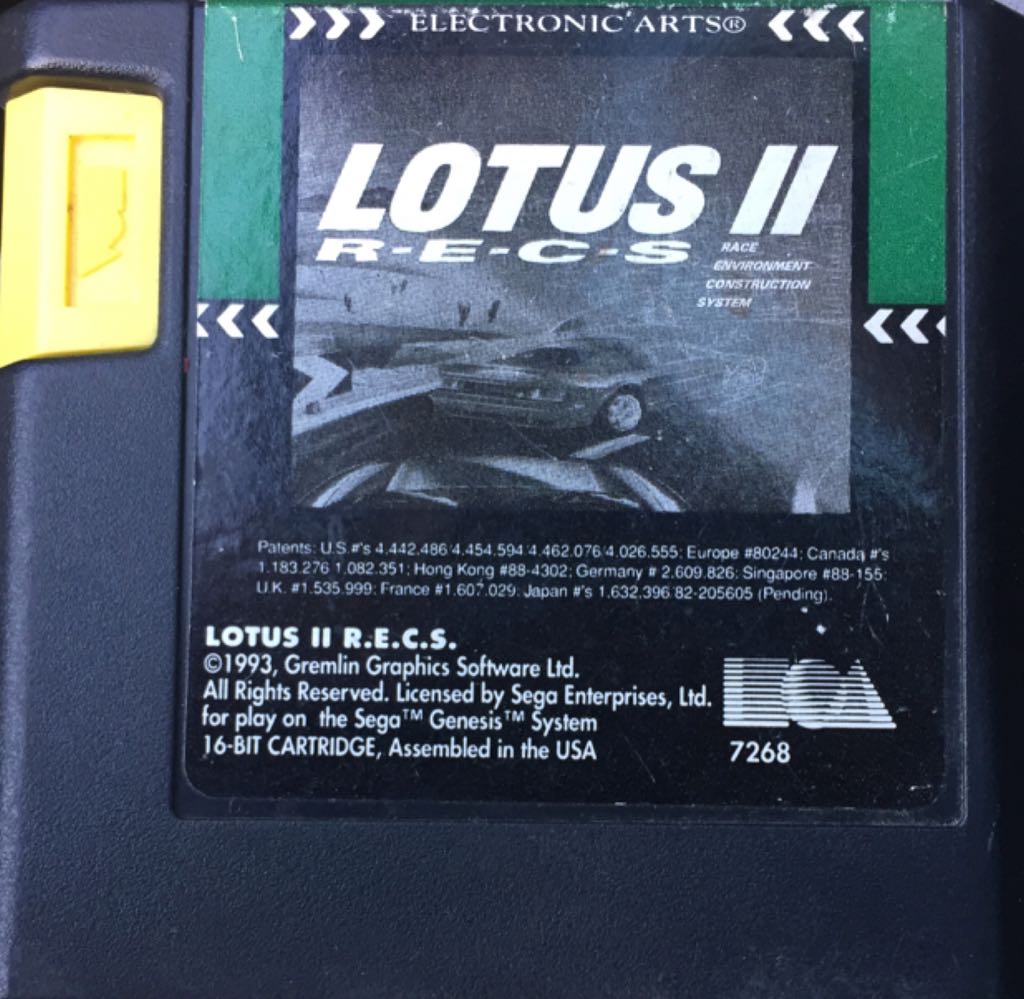 ELECTRONIC ARTS®
LOTUS II
R-E-C-S
RACE
ENVIRONMENT
CONSTRUCTION
SYSTEM
Patents: U.S.#'s 4.442.486 4.454.594 4.462.076 4.026.555; Europe #80244; Canada #'s
1.183.276 1.082.351; Hong Kong #88-4302; Germany # 2.609.826; Singapore #88-155;
U.K. #1.535.999; France #1.607.029; Japan #'s 1.632.396 82-205605 (Pending).
LOTUS II R.E.C.S.
©1993, Gremlin Graphics Software Ltd.
All Rights Reserved. Licensed by Sega Enterprises, Ltd.
for play on the Sega™ Genesis™ System
16-BIT CARTRIDGE, Assembled in the USA
EOA
7268